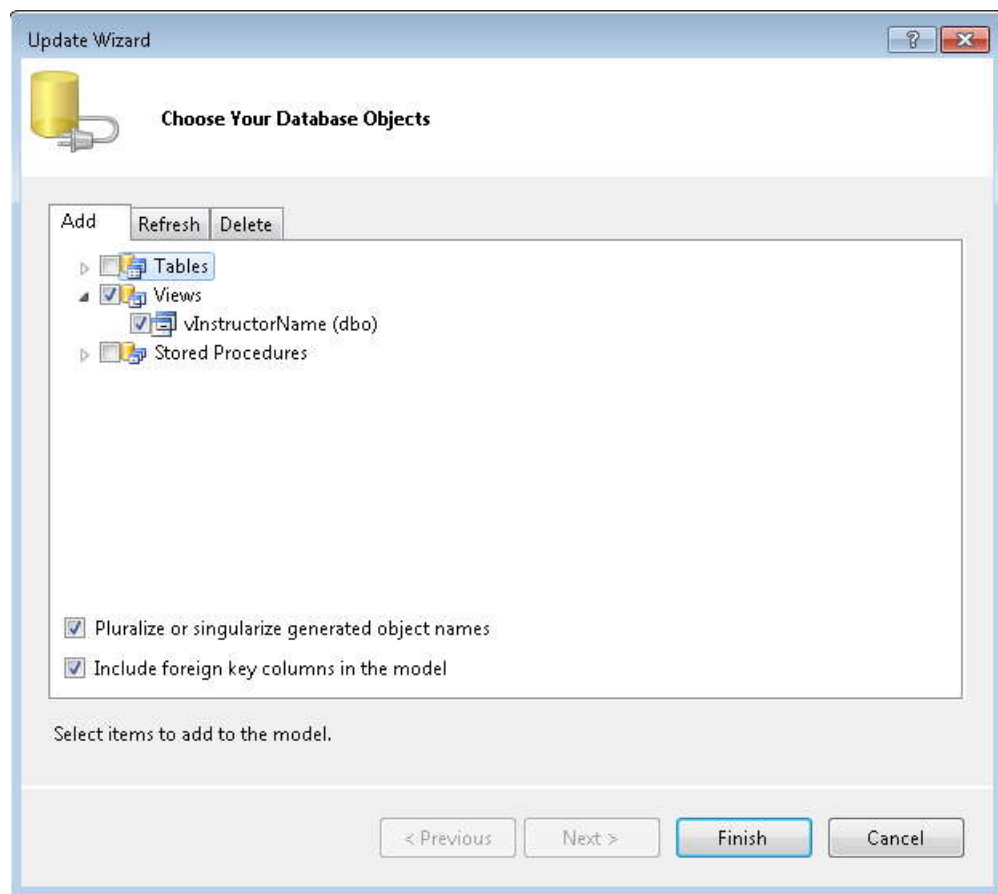 Update Wizard
Choose Your Database Objects
Add Refresh Delete
Tables
Views
vInstructorName (dbo)
Stored Procedures
Pluralize or singularize generated object names
Include foreign key columns in the model
Select items to add to the model.
< Previous Next > Finish Cancel